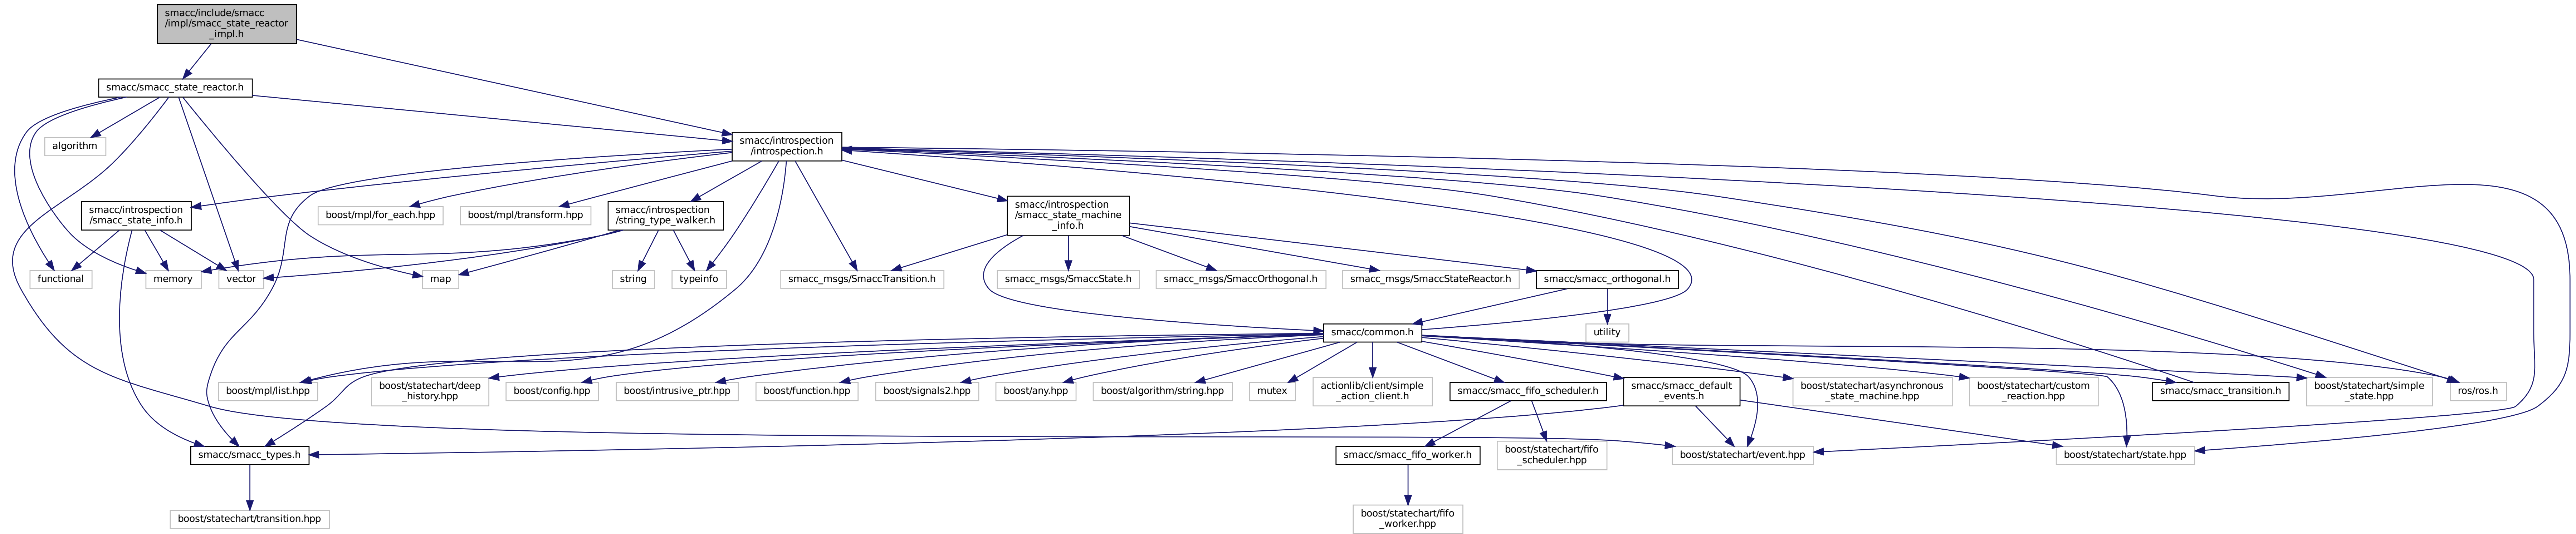 smacc/include/smacc
/impl/smacc_state_reactor
_impl.h
smacc/smacc_state_reactor.h
algorithm
smacc/introspection
/introspection.h
smacc/introspection
/smacc_state_info.h
boost/mpl/for_each.hpp
boost/mpl/transform.hpp
smacc/introspection
/string_type_walker.h
smacc/introspection
/smacc_state_machine
_info.h
functional
memory
vector
map
string
typeinfo
smacc_msgs/SmaccTransition.h
smacc_msgs/SmaccState.h
smacc_msgs/SmaccOrthogonal.h
smacc_msgs/SmaccStateReactor.h
smacc/smacc_orthogonal.h
smacc/common.h
utility
boost/mpl/list.hpp
boost/statechart/deep
_history.hpp
boost/config.hpp
boost/intrusive_ptr.hpp
boost/function.hpp
boost/signals2.hpp
boost/any.hpp
boost/algorithm/string.hpp
mutex
actionlib/client/simple
_action_client.h
smacc/smacc_fifo_scheduler.h
smacc/smacc_default
_events.h
boost/statechart/asynchronous
_state_machine.hpp
boost/statechart/custom
_reaction.hpp
smacc/smacc_transition.h
boost/statechart/simple
_state.hpp
ros/ros.h
smacc/smacc_types.h
smacc/smacc_fifo_worker.h
boost/statechart/fifo
_scheduler.hpp
boost/statechart/event.hpp
boost/statechart/state.hpp
boost/statechart/transition.hpp
boost/statechart/fifo
_worker.hpp